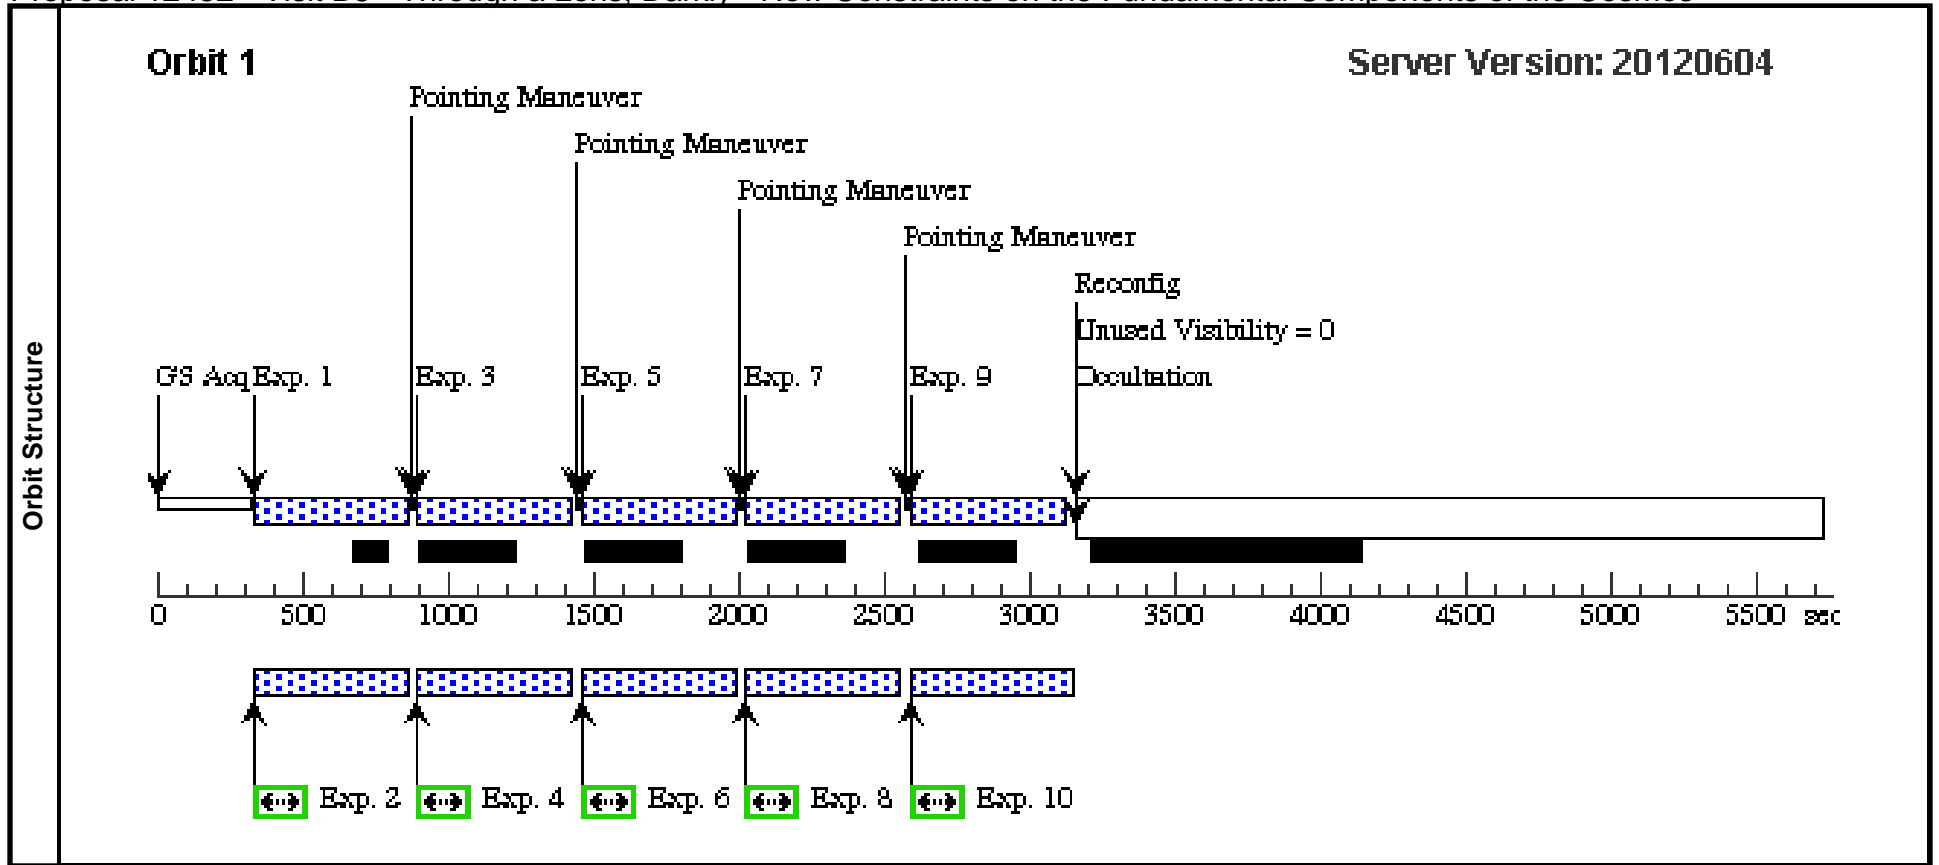 Orbit 1
Server Version: 20120604
Pointing Maneuver
Pointing Maneuver
Pointing Maneuver
Pointing Maneuver
Reconfig
Unused Visibility = 0
GS Acq Exp. 1 Exp. 3 Exp. 5 Exp. 7 Exp. 9 Occultation
Orbit Structure
0 500 1000 1500 2000 2500 3000 3500 4000 4500 5000 5500 sec
Exp. 2 Exp. 4 Exp. 6 Exp. 8 Exp. 10